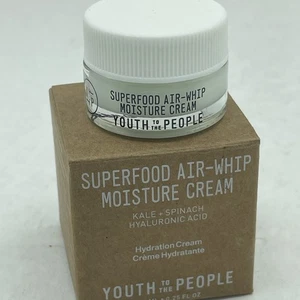 SUPERFOOD AIR-WHIP
MOISTURE CREAM
YOUTH TO THE PEOPLE
SUPERFOOD AIR-WHIP
MOISTURE CREAM
KALE + SPINACH
HYALURONIC ACID
Hydration Cream
Crème Hydratante
YOUTH TO THE PEOPLE